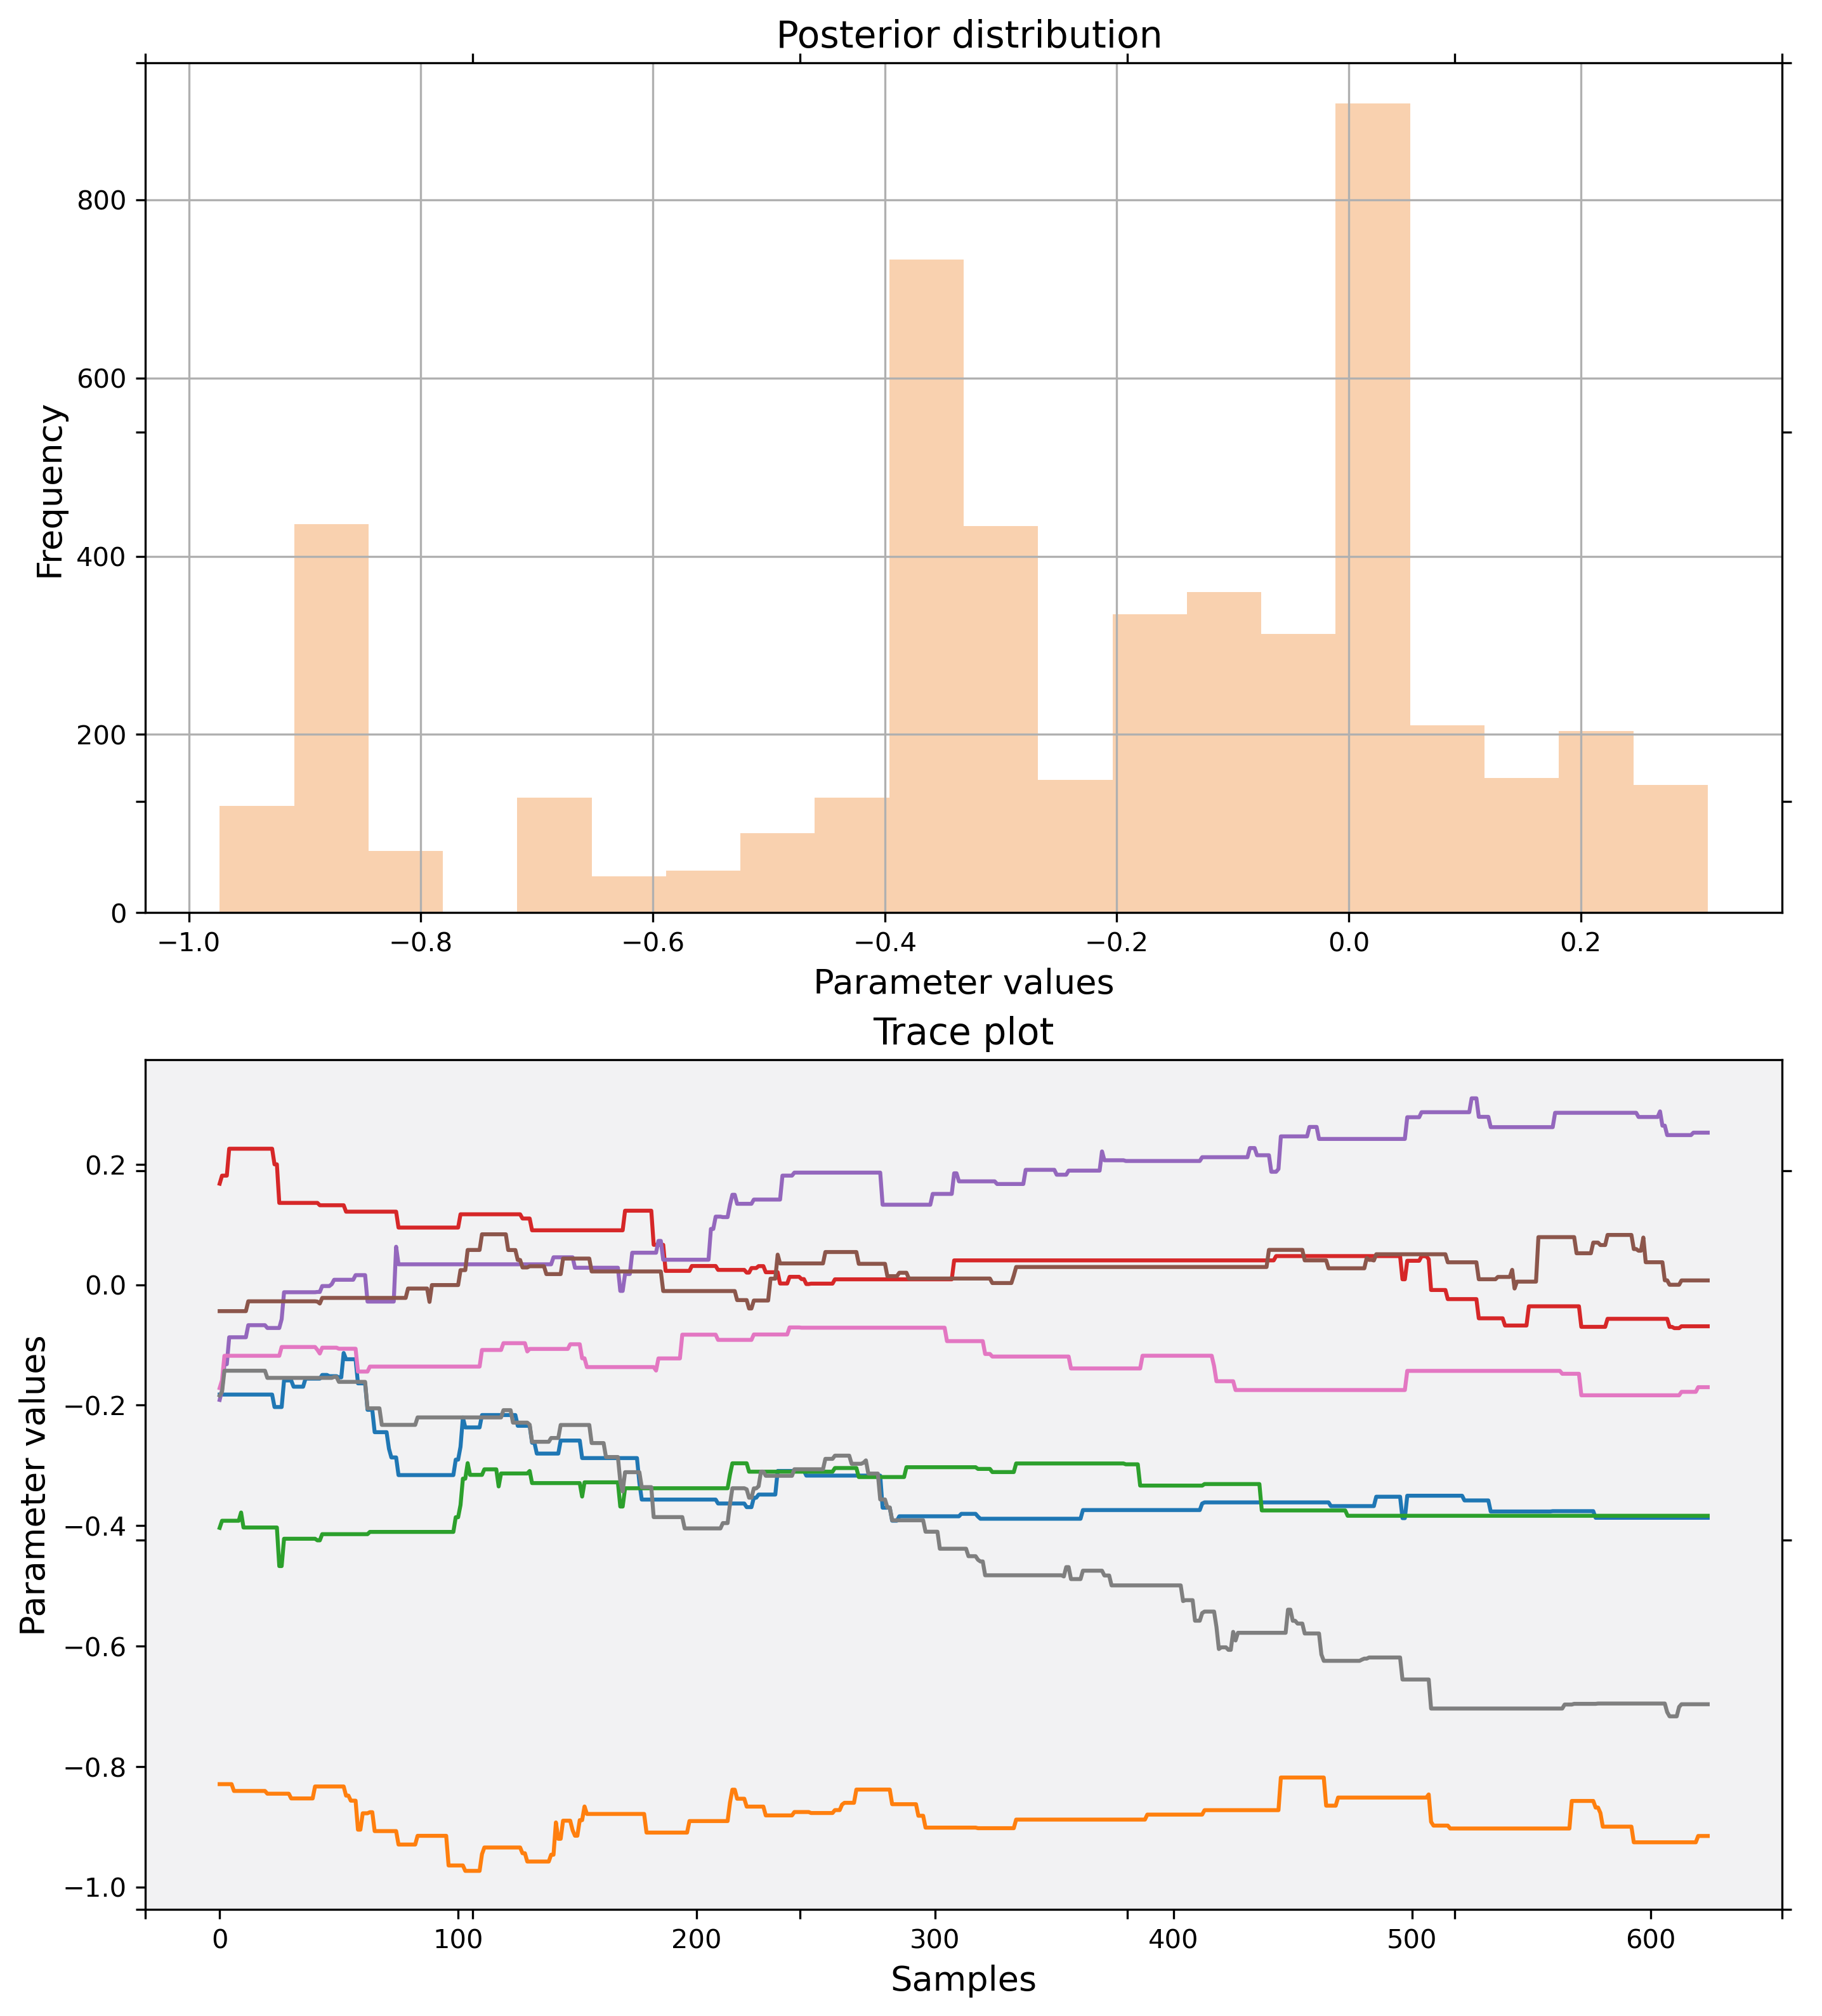 Posterior distribution
Frequency
800
600
400
200
0
−1.0 −0.8 −0.6 −0.4 −0.2 0.0 0.2
Parameter values
Trace plot
Parameter values
0.2
0.0
−0.2
−0.4
−0.6
−0.8
−1.0
0 100 200 300 400 500 600
Samples